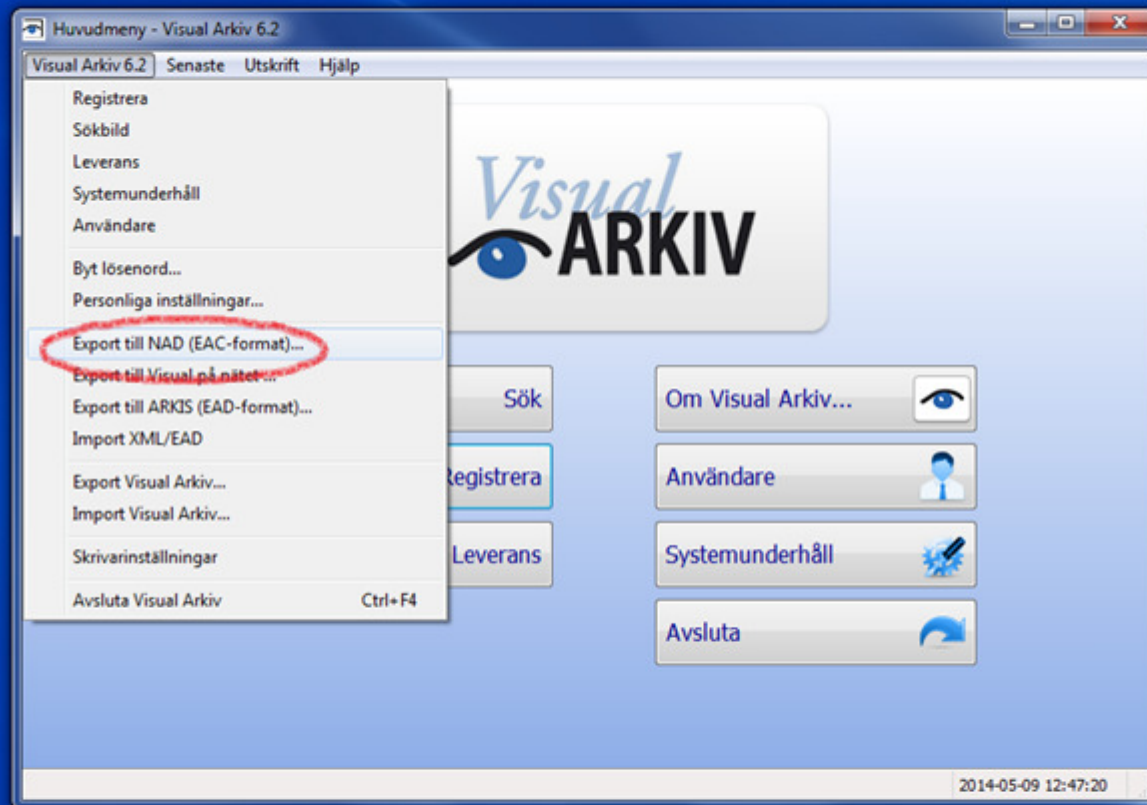 Huvudmeny - Visual Arkiv 6.2
Visual Arkiv 6.2 Senaste Utskrift Hjälp
Registrera
Sökbild
Leverans
Systemunderhåll
Användare
Byt lösenord...
Personliga inställningar...
Export till NAD (EAC-format)...
Export till Visual på nätet ...
Export till ARKIS (EAD-format)...
Import XML/EAD
Export Visual Arkiv...
Import Visual Arkiv...
Skrivarinställningar
Avsluta Visual Arkiv Ctrl+F4
Visual
ARKIV
Sök
Registrera
Leverans
Om Visual Arkiv...
Användare
Systemunderhåll
Avsluta
2014-05-09 12:47:20